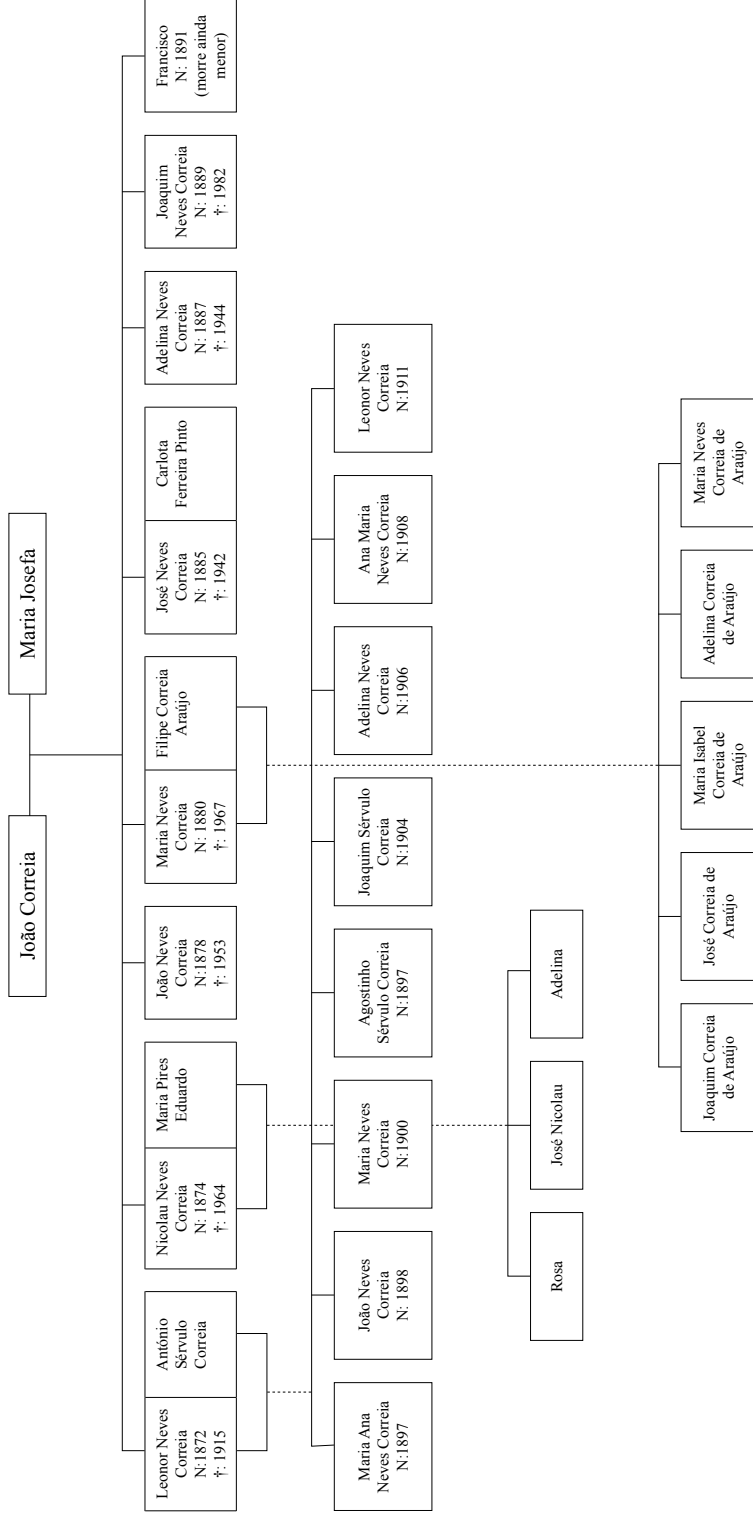 João Correia
Maria Josefa
Leonor Neves
Correia
N:1872
†: 1915
António
Sérvulo
Correia
Nicolau Neves
Correia
N: 1874
†: 1964
Maria Pires
Eduardo
João Neves
Correia
N:1878
†: 1953
Maria Neves
Correia
N: 1880
†: 1967
Filipe Correia
Araújo
José Neves
Correia
N: 1885
†: 1942
Carlota
Ferreira Pinto
Adelina Neves
Correia
N: 1887
†: 1944
Joaquim
Neves Correia
N: 1889
†: 1982
Francisco
N: 1891
(morre ainda
menor)
Maria Ana
Neves Correia
N:1897
João Neves
Correia
N: 1898
Maria Neves
Correia
N:1900
Agostinho
Sérvulo Correia
N:1897
Joaquim Sérvulo
Correia
N:1904
Adelina Neves
Correia
N:1906
Ana Maria
Neves Correia
N:1908
Leonor Neves
Correia
N:1911
Rosa
José Nicolau
Adelina
Joaquim Correia
de Araújo
José Correia de
Araújo
Maria Isabel
Correia de
Araújo
Adelina Correia
de Araújo
Maria Neves
Correia de
Araújo